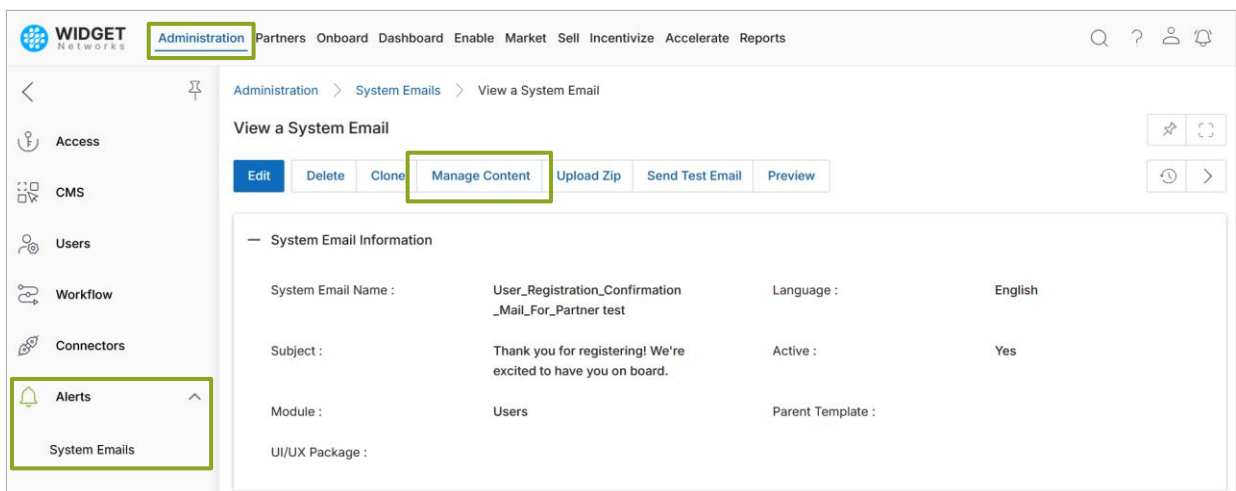 WIDGET
Networks
Administration Partners Onboard Dashboard Enable Market Sell Incentivize Accelerate Reports
Administration > System Emails > View a System Email
Access
View a System Email
CMS
Edit Delete Clone Manage Content Upload Zip Send Test Email Preview
Users
— System Email Information
Workflow
System Email Name : User_Registration_Confirmation Language : English
_Mail_For_Partner test
Connectors
Subject : Thank you for registering! We're Active : Yes
excited to have you on board.
Alerts
Module : Users Parent Template :
System Emails
UI/UX Package :